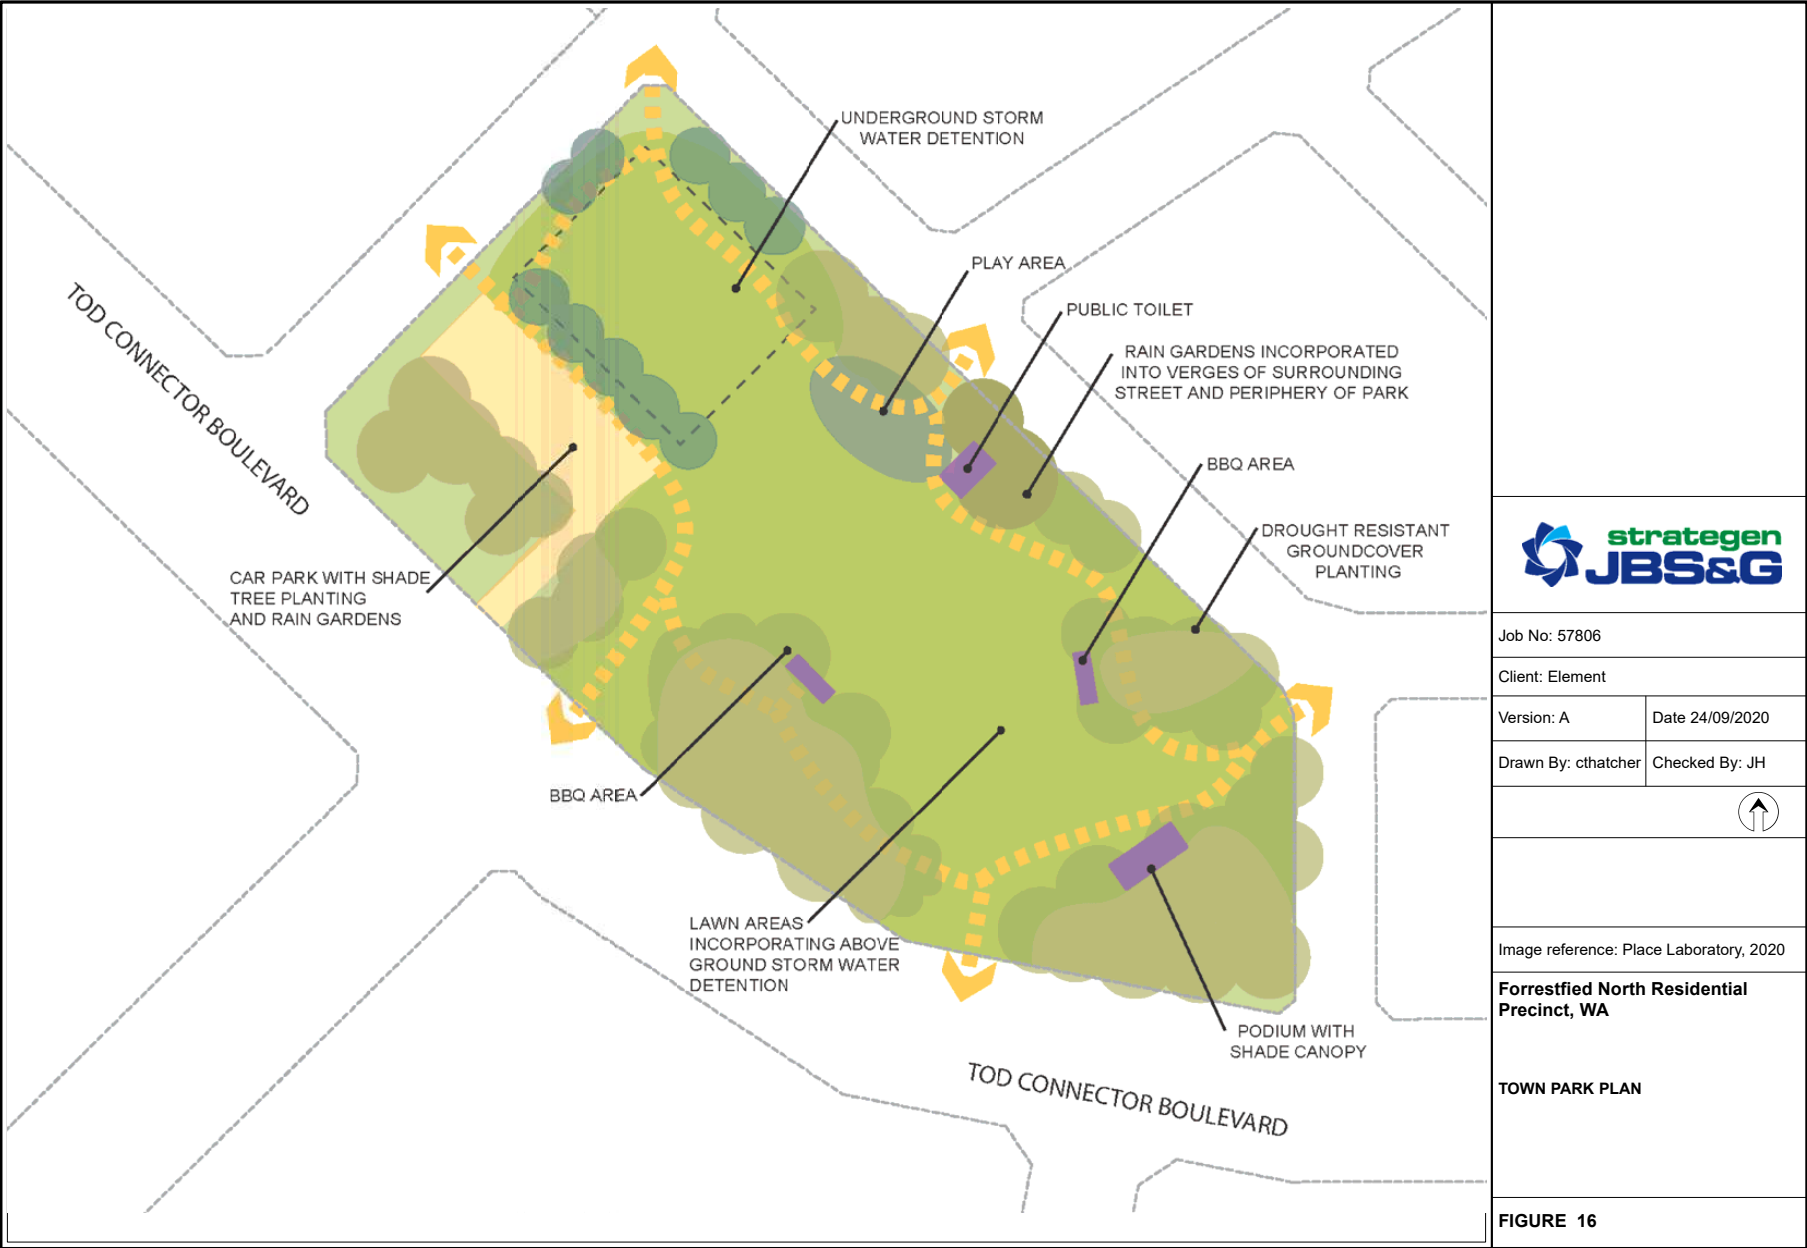 UNDERGROUND STORM
WATER DETENTION
PLAY AREA
PUBLIC TOILET
RAIN GARDENS INCORPORATED
INTO VERGES OF SURROUNDING
STREET AND PERIPHERY OF PARK
BBQ AREA
DROUGHT RESISTANT
GROUNDCOVER
PLANTING
TOD CONNECTOR BOULEVARD
CAR PARK WITH SHADE
TREE PLANTING
AND RAIN GARDENS
BBQ AREA
LAWN AREAS
INCORPORATING ABOVE
GROUND STORM WATER
DETENTION
PODIUM WITH
SHADE CANOPY
TOD CONNECTOR BOULEVARD
strategen
JBS&G
Job No: 57806
Client: Element
Version: A
Date 24/09/2020
Drawn By: cthatcher
Checked By: JH
Image reference: Place Laboratory, 2020
Forrestfied North Residential
Precinct, WA
TOWN PARK PLAN
FIGURE 16